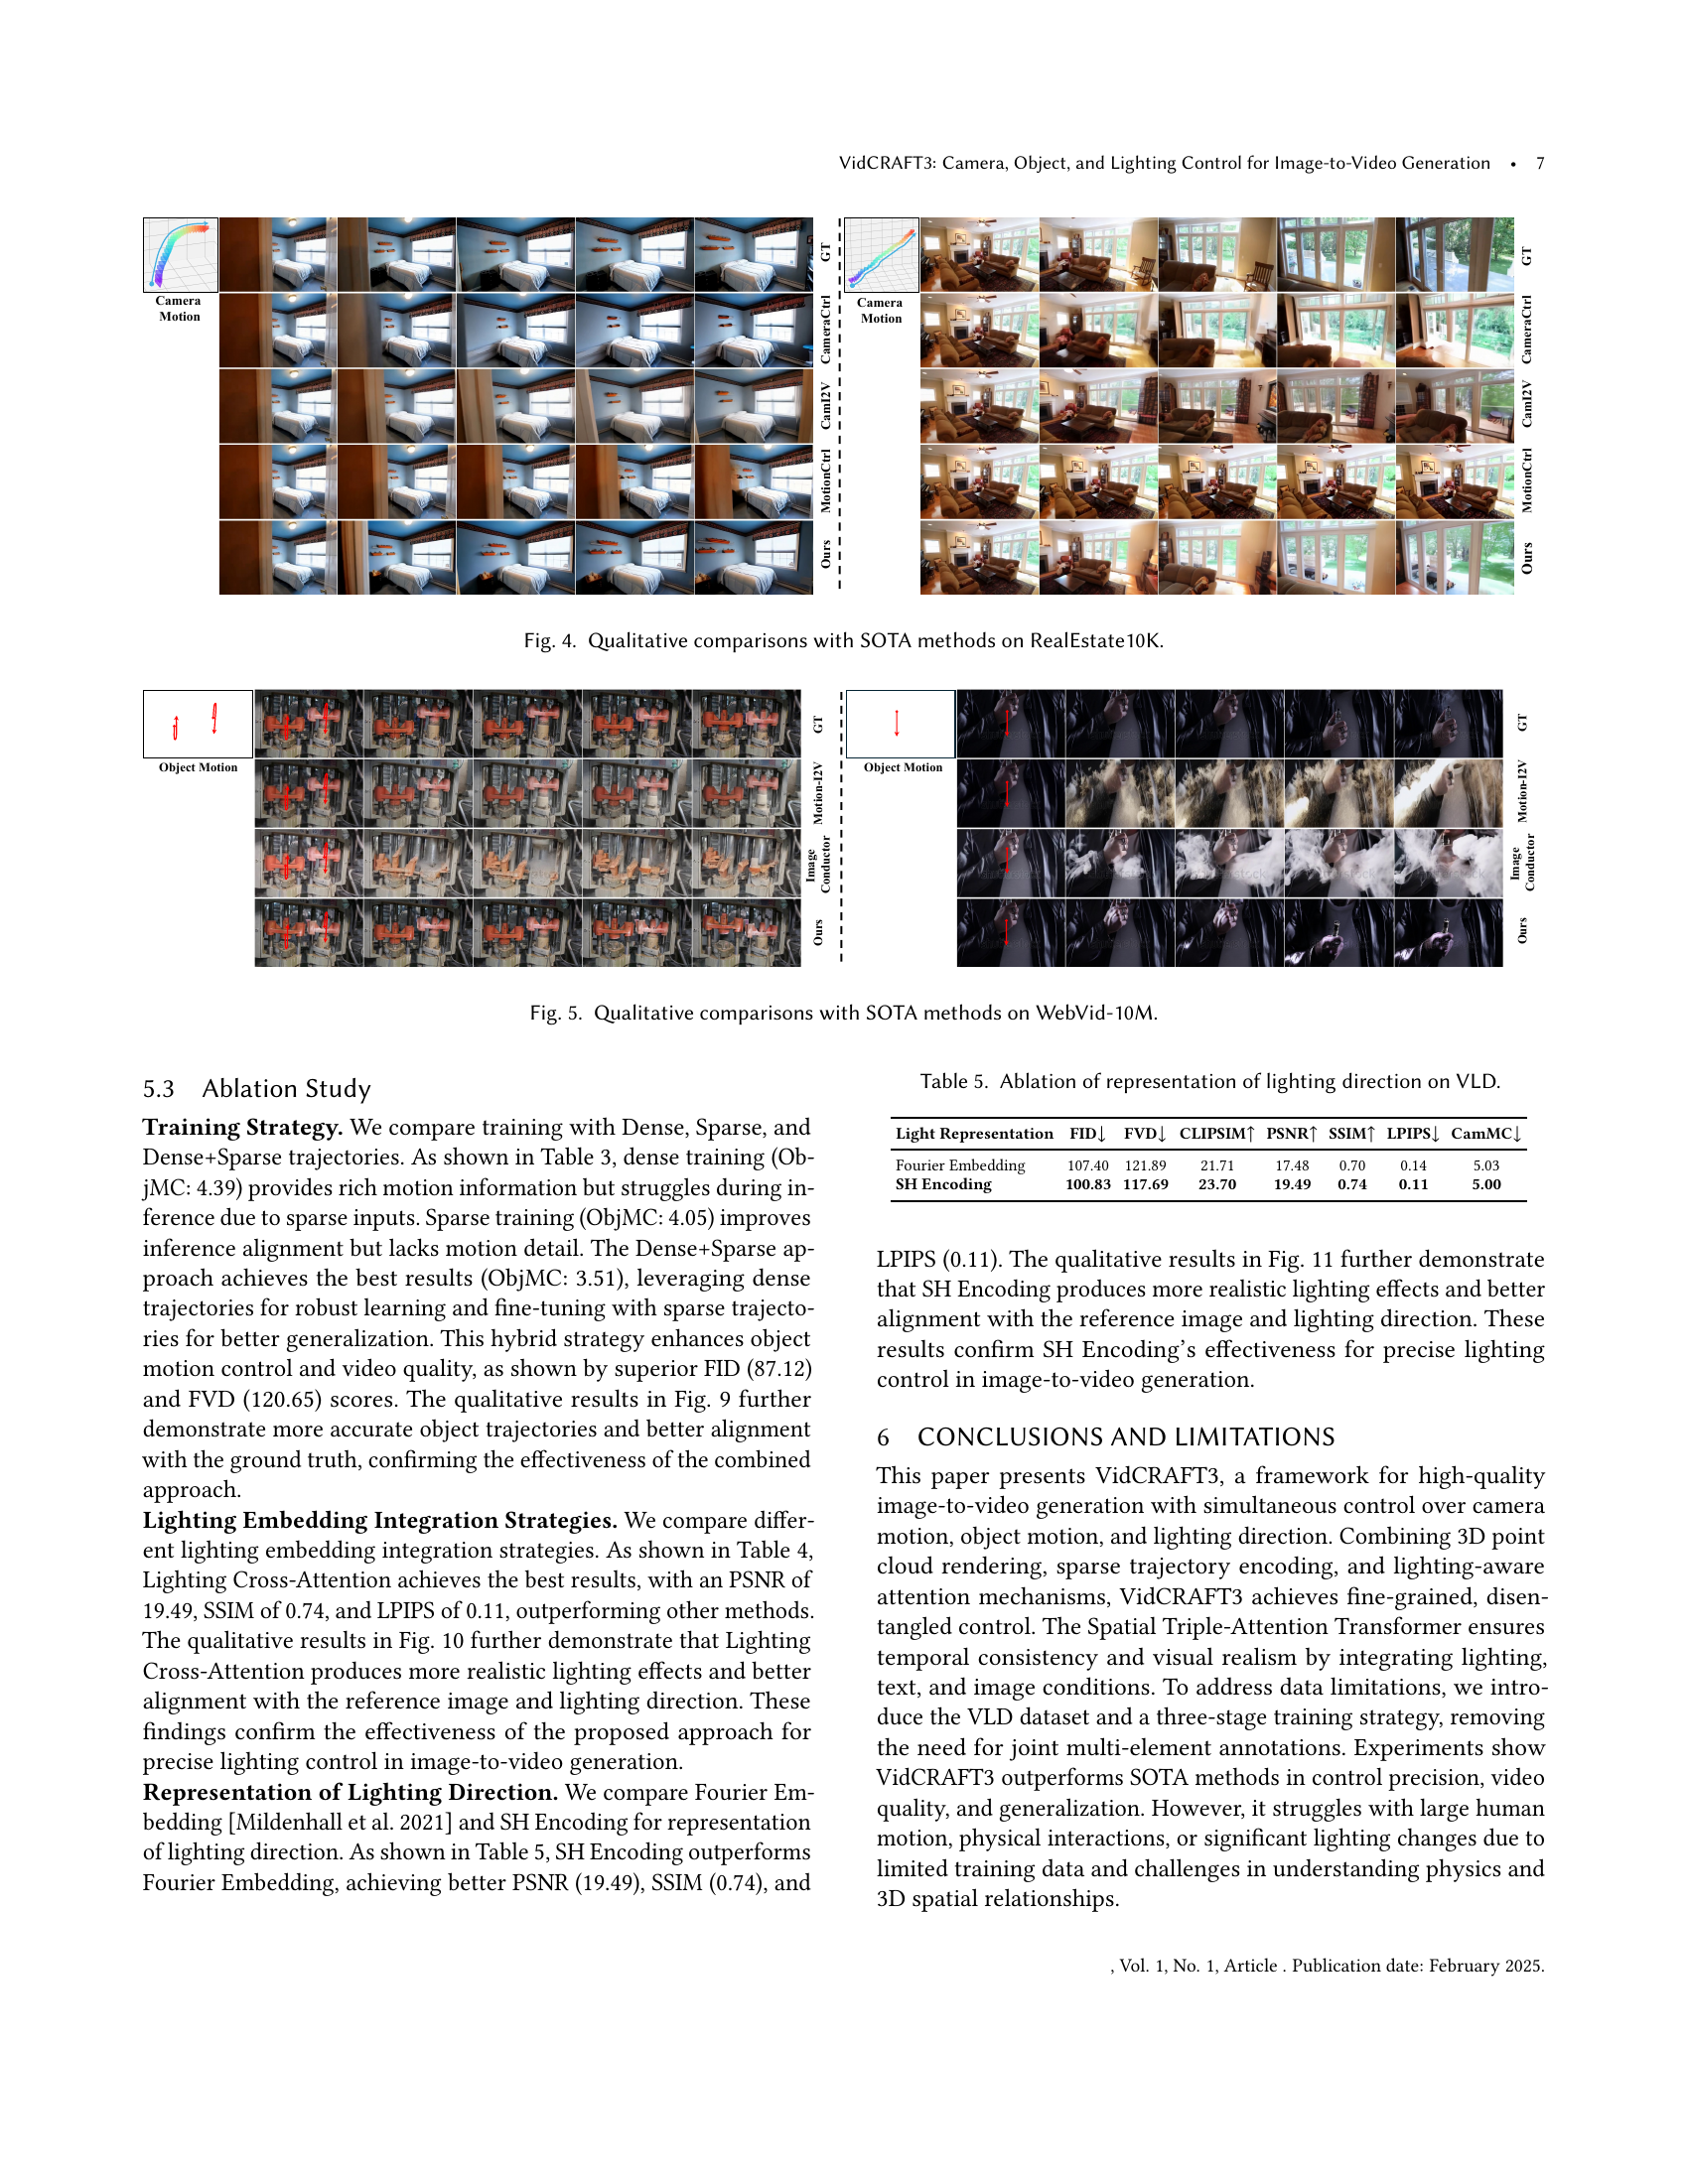 VidCRAFT3: Camera, Object, and Lighting Control for Image-to-Video Generation • 7
Camera
Motion
GT
CameraCtrl
CamI2V
MotionCtrl
Ours
Camera
Motion
GT
CameraCtrl
CamI2V
MotionCtrl
Ours
Fig. 4. Qualitative comparisons with SOTA methods on RealEstate10K.
Object Motion
GT
Motion-I2V
Image
Conductor
Ours
Object Motion
GT
Motion-I2V
Image
Conductor
Ours
Fig. 5. Qualitative comparisons with SOTA methods on WebVid-10M.
5.3 Ablation Study
Training Strategy. We compare training with Dense, Sparse, and
Dense+Sparse trajectories. As shown in Table 3, dense training (Ob-
jMC: 4.39) provides rich motion information but struggles during in-
ference due to sparse inputs. Sparse training (ObjMC: 4.05) improves
inference alignment but lacks motion detail. The Dense+Sparse ap-
proach achieves the best results (ObjMC: 3.51), leveraging dense
trajectories for robust learning and fine-tuning with sparse trajecto-
ries for better generalization. This hybrid strategy enhances object
motion control and video quality, as shown by superior FID (87.12)
and FVD (120.65) scores. The qualitative results in Fig. 9 further
demonstrate more accurate object trajectories and better alignment
with the ground truth, confirming the effectiveness of the combined
approach.
Lighting Embedding Integration Strategies. We compare differ-
ent lighting embedding integration strategies. As shown in Table 4,
Lighting Cross-Attention achieves the best results, with an PSNR of
19.49, SSIM of 0.74, and LPIPS of 0.11, outperforming other methods.
The qualitative results in Fig. 10 further demonstrate that Lighting
Cross-Attention produces more realistic lighting effects and better
alignment with the reference image and lighting direction. These
findings confirm the effectiveness of the proposed approach for
precise lighting control in image-to-video generation.
Representation of Lighting Direction. We compare Fourier Em-
bedding [Mildenhall et al. 2021] and SH Encoding for representation
of lighting direction. As shown in Table 5, SH Encoding outperforms
Fourier Embedding, achieving better PSNR (19.49), SSIM (0.74), and
Table 5. Ablation of representation of lighting direction on VLD.
Light Representation FID↓ FVD↓ CLIPSIM↑ PSNR↑ SSIM↑ LPIPS↓ CamMC↓
Fourier Embedding 107.40 121.89 21.71 17.48 0.70 0.14 5.03
SH Encoding 100.83 117.69 23.70 19.49 0.74 0.11 5.00
LPIPS (0.11). The qualitative results in Fig. 11 further demonstrate
that SH Encoding produces more realistic lighting effects and better
alignment with the reference image and lighting direction. These
results confirm SH Encoding's effectiveness for precise lighting
control in image-to-video generation.
6 CONCLUSIONS AND LIMITATIONS
This paper presents VidCRAFT3, a framework for high-quality
image-to-video generation with simultaneous control over camera
motion, object motion, and lighting direction. Combining 3D point
cloud rendering, sparse trajectory encoding, and lighting-aware
attention mechanisms, VidCRAFT3 achieves fine-grained, disen-
tangled control. The Spatial Triple-Attention Transformer ensures
temporal consistency and visual realism by integrating lighting,
text, and image conditions. To address data limitations, we intro-
duce the VLD dataset and a three-stage training strategy, removing
the need for joint multi-element annotations. Experiments show
VidCRAFT3 outperforms SOTA methods in control precision, video
quality, and generalization. However, it struggles with large human
motion, physical interactions, or significant lighting changes due to
limited training data and challenges in understanding physics and
3D spatial relationships.
, Vol. 1, No. 1, Article . Publication date: February 2025.